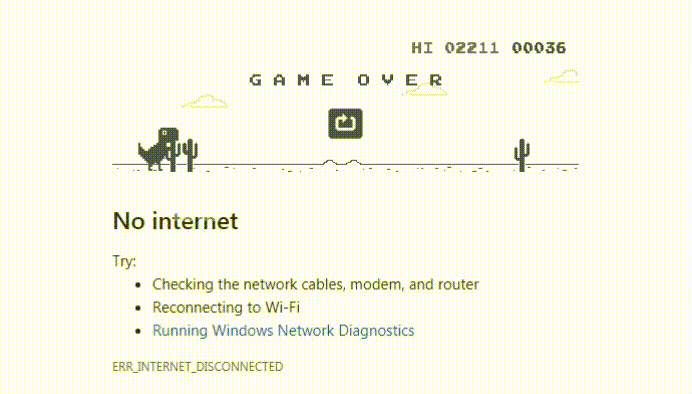 HI 02211 00036
GAME OVER
No internet
Try:
• Checking the network cables, modem, and router
• Reconnecting to Wi-Fi
• Running Windows Network Diagnostics
ERR_INTERNET_DISCONNECTED